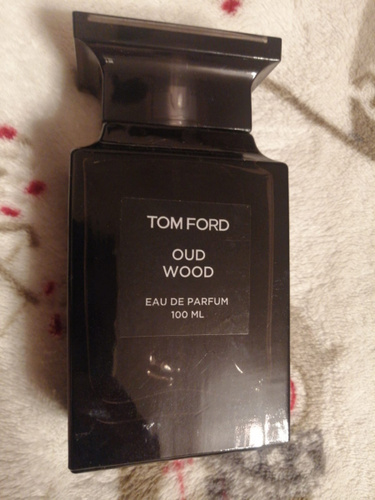 TOM FORD
OUD
WOOD
EAU DE PARFUM
100 ML